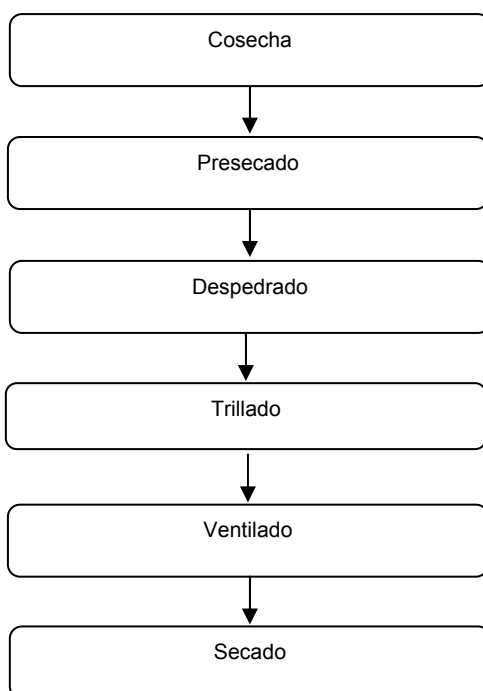 Cosecha
Presecado
Despedrado
Trillado
Ventilado
Secado